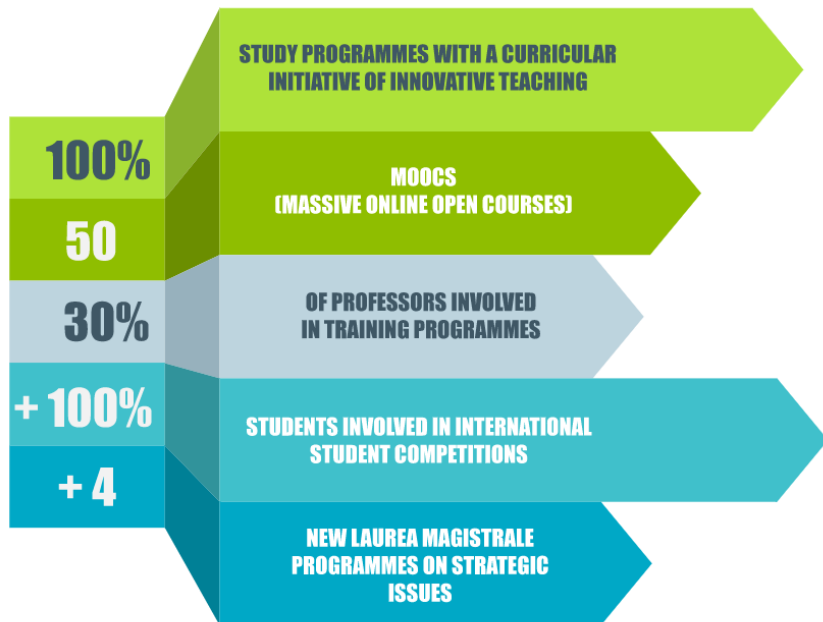 100%
STUDY PROGRAMMES WITH A CURRICULAR
INITIATIVE OF INNOVATIVE TEACHING
50
MOOCS
(MASSIVE ONLINE OPEN COURSES)
30%
OF PROFESSORS INVOLVED
IN TRAINING PROGRAMMES
+ 100%
STUDENTS INVOLVED IN INTERNATIONAL
STUDENT COMPETITIONS
+ 4
NEW LAUREA MAGISTRALE
PROGRAMMES ON STRATEGIC
ISSUES